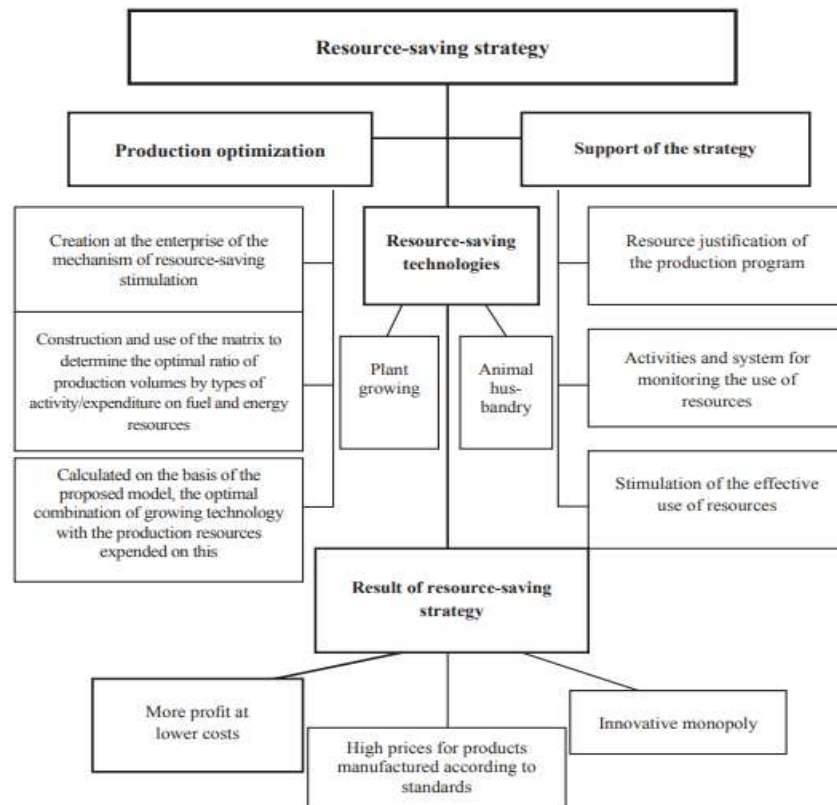 Resource-saving strategy
Production optimization
Support of the strategy
Creation at the enterprise of the
mechanism of resource-saving
stimulation
Resource-saving
technologies
Resource justification of
the production program
Construction and use of the matrix to
determine the optimal ratio of
production volumes by types of
activity/expenditure on fuel and energy
resources
Plant
growing
Animal
hus-
bandry
Activities and system for
monitoring the use of
resources
Calculated on the basis of the
proposed model, the optimal
combination of growing technology
with the production resources
expended on this
Stimulation of the effective
use of resources
Result of resource-saving
strategy
More profit at
lower costs
High prices for products
manufactured according to
standards
Innovative monopoly